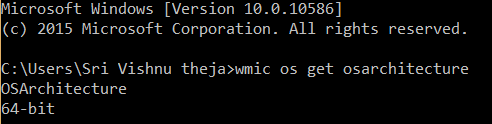 Microsoft Windows [Version 10.0.10586]
(c) 2015 Microsoft Corporation. All rights reserved.
C:\Users\Sri Vishnu theja>wmic os get osarchitecture
OSArchitecture
64-bit